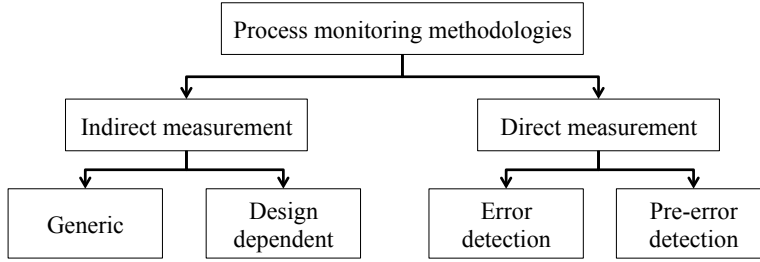 Process monitoring methodologies
Indirect measurement
Direct measurement
Generic
Design
dependent
Error
detection
Pre-error
detection